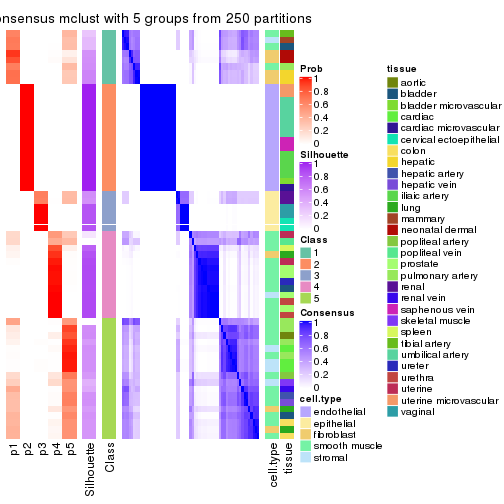 onsensus mclust with 5 groups from 250 partitions
Prob
1
0.8
0.6
0.4
0.2
0
Silhouette
1
0.8
0.6
0.4
0.2
0
Class
1
2
3
4
5
Consensus
1
0.8
0.6
0.4
0.2
0
cell.type
endothelial
epithelial
fibroblast
smooth muscle
stromal
tissue
aortic
bladder
bladder microvascular
cardiac
cardiac microvascular
cervical ectoepithelial
colon
hepatic
hepatic artery
hepatic vein
iliaic artery
lung
mammary
neonatal dermal
popliteal artery
popliteal vein
prostate
pulmonary artery
renal
renal vein
saphenous vein
skeletal muscle
spleen
tibial artery
umbilical artery
ureter
urethra
uterine
uterine microvascular
vaginal
p1
p2
p3
p4
p5
Silhouette
Class
cell.type
tissue